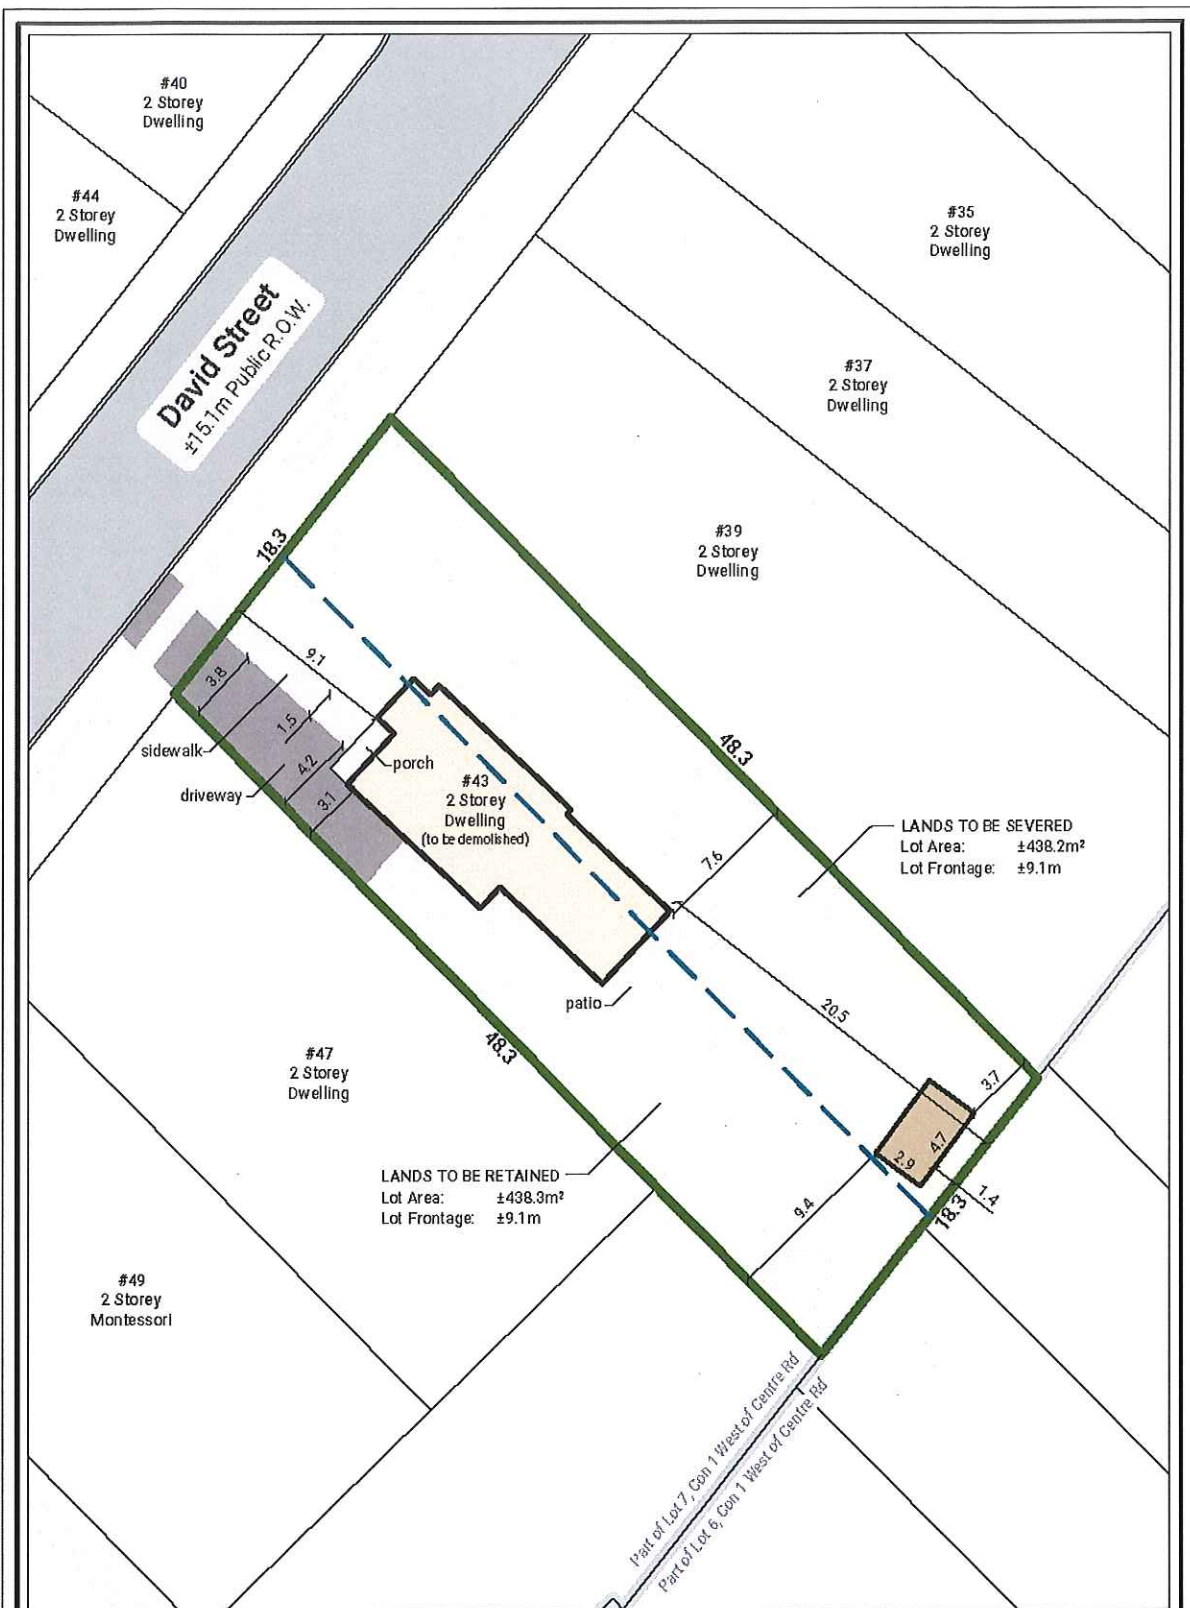 #40
2 Storey
Dwelling
#44
2 Storey
Dwelling
#35
2 Storey
Dwelling
David Street
±15.1m Public R.O.W.
#37
2 Storey
Dwelling
18.3
#39
2 Storey
Dwelling
9.1
3.8
1.5
sidewalk
4.2
porch
driveway
3.1
#43
2 Storey
Dwelling
(to be demolished)
48.3
7.6
LANDS TO BE SEVERED
Lot Area: ±438.2m²
Lot Frontage: ±9.1m
patio
20.5
48.3
#47
2 Storey
Dwelling
3.7
4.7
2.9
1.4
18.3
9.4
LANDS TO BE RETAINED
Lot Area: ±438.3m²
Lot Frontage: ±9.1m
#49
2 Storey
Montessori
Part of Lot 7, Con 1 West of Centre Rd
Part of Lot 6, Con 1 West of Centre Rd